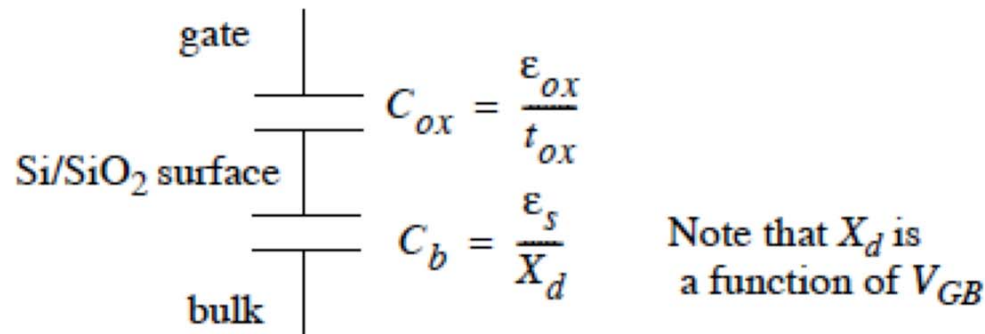 gate
C_ox = ε_ox / t_ox
Si/SiO₂ surface
C_b = ε_s / X_d
Note that X_d is
a function of V_GB
bulk